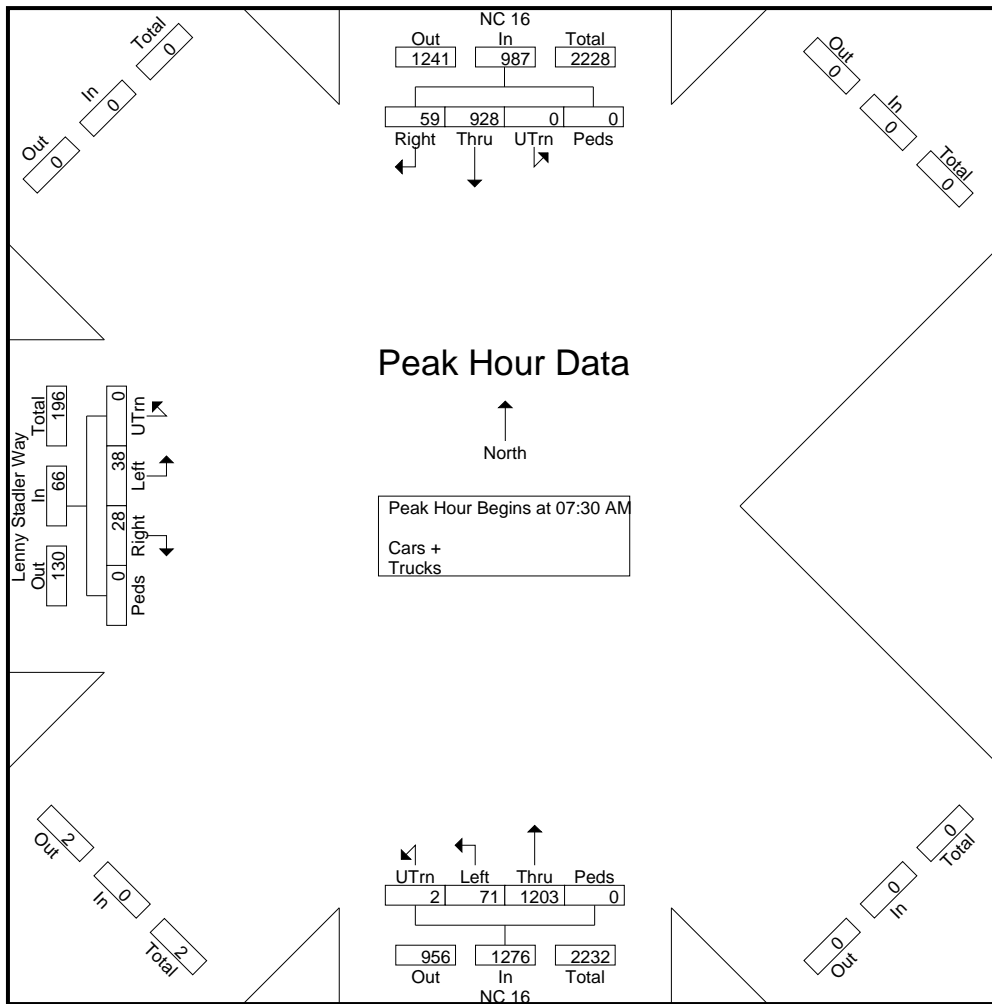 NC 16
Out In Total
1241 987 2228
59 928 0 0
Right Thru UTrn Peds
Out In Total
0 0 0
Out In Total
0 0 0
Peak Hour Data
North
Peak Hour Begins at 07:30 AM
Cars +
Trucks
Lenny Stadler Way
Out In Total
130 66 196
0 28 38 0
Peds Right Left UTrn
2 0 2
Out In Total
UTrn Left Thru Peds
2 71 1203 0
956 1276 2232
Out In Total
NC 16
0 0 0
Out In Total